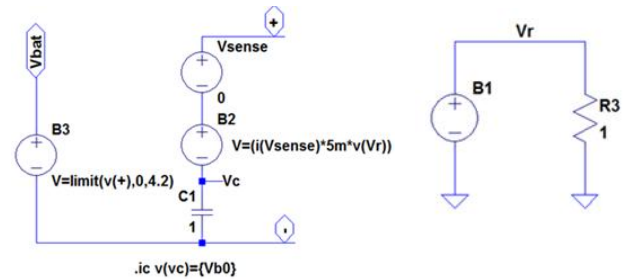 Vbat
+
Vsense
0
B3
V=limit(v(+),0,4.2)
B2
V=(i(Vsense)*5m*v(Vr))
Vc
C1
1
-
.ic v(vc)={Vb0}
Vr
B1
R3
1